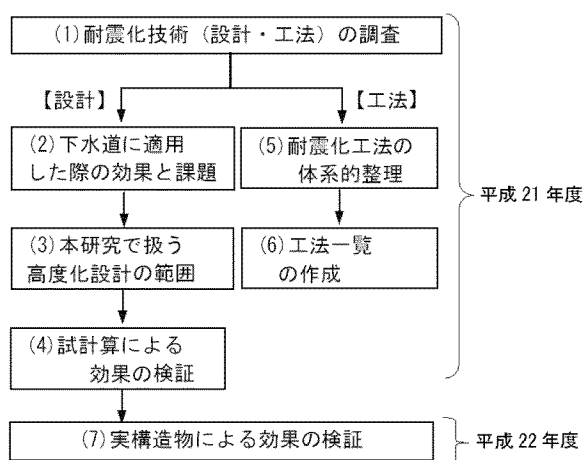 (1)耐震化技術（設計・工法）の調査
【設計】
【工法】
(2)下水道に適用
した際の効果と課題
(5)耐震化工法の
体系的整理
平成21年度
(3)本研究で扱う
高度化設計の範囲
(6)工法一覧
の作成
(4)試計算による
効果の検証
(7)実構造物による効果の検証
平成22年度